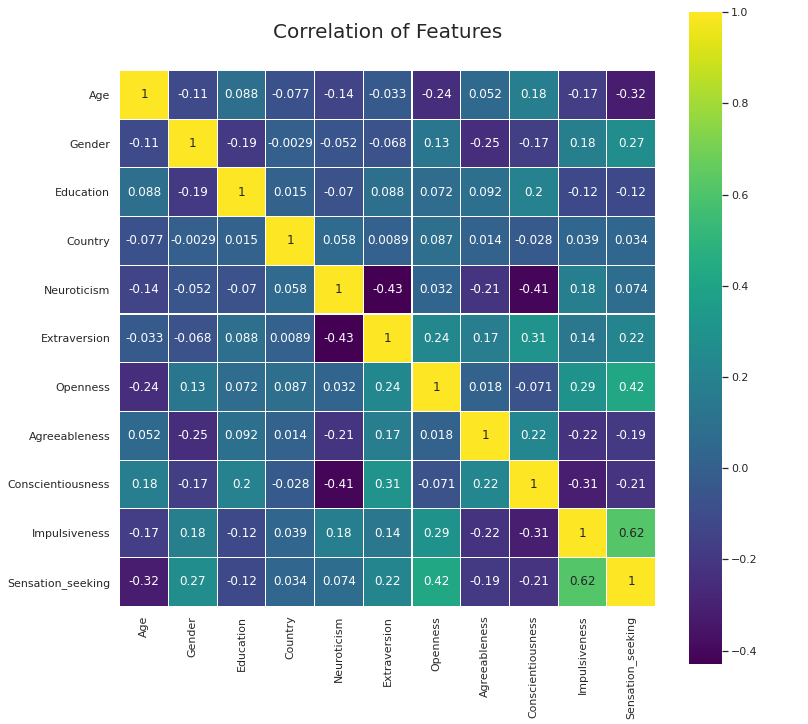 Correlation of Features
Age 1 -0.11 0.088 -0.077 -0.14 -0.033 -0.24 0.052 0.18 -0.17 -0.32
Gender -0.11 1 -0.19 -0.0029 -0.052 -0.068 0.13 -0.25 -0.17 0.18 0.27
Education 0.088 -0.19 1 0.015 -0.07 0.088 0.072 0.092 0.2 -0.12 -0.12
Country -0.077 -0.0029 0.015 1 0.058 0.0089 0.087 0.014 -0.028 0.039 0.034
Neuroticism -0.14 -0.052 -0.07 0.058 1 -0.43 0.032 -0.21 -0.41 0.18 0.074
Extraversion -0.033 -0.068 0.088 0.0089 -0.43 1 0.24 0.17 0.31 0.14 0.22
Openness -0.24 0.13 0.072 0.087 0.032 0.24 1 0.018 -0.071 0.29 0.42
Agreeableness 0.052 -0.25 0.092 0.014 -0.21 0.17 0.018 1 0.22 -0.22 -0.19
Conscientiousness 0.18 -0.17 0.2 -0.028 -0.41 0.31 -0.071 0.22 1 -0.31 -0.21
Impulsiveness -0.17 0.18 -0.12 0.039 0.18 0.14 0.29 -0.22 -0.31 1 0.62
Sensation_seeking -0.32 0.27 -0.12 0.034 0.074 0.22 0.42 -0.19 -0.21 0.62 1
Age
Gender
Education
Country
Neuroticism
Extraversion
Openness
Agreeableness
Conscientiousness
Impulsiveness
Sensation_seeking
1.0
0.8
0.6
0.4
0.2
0.0
−0.2
−0.4